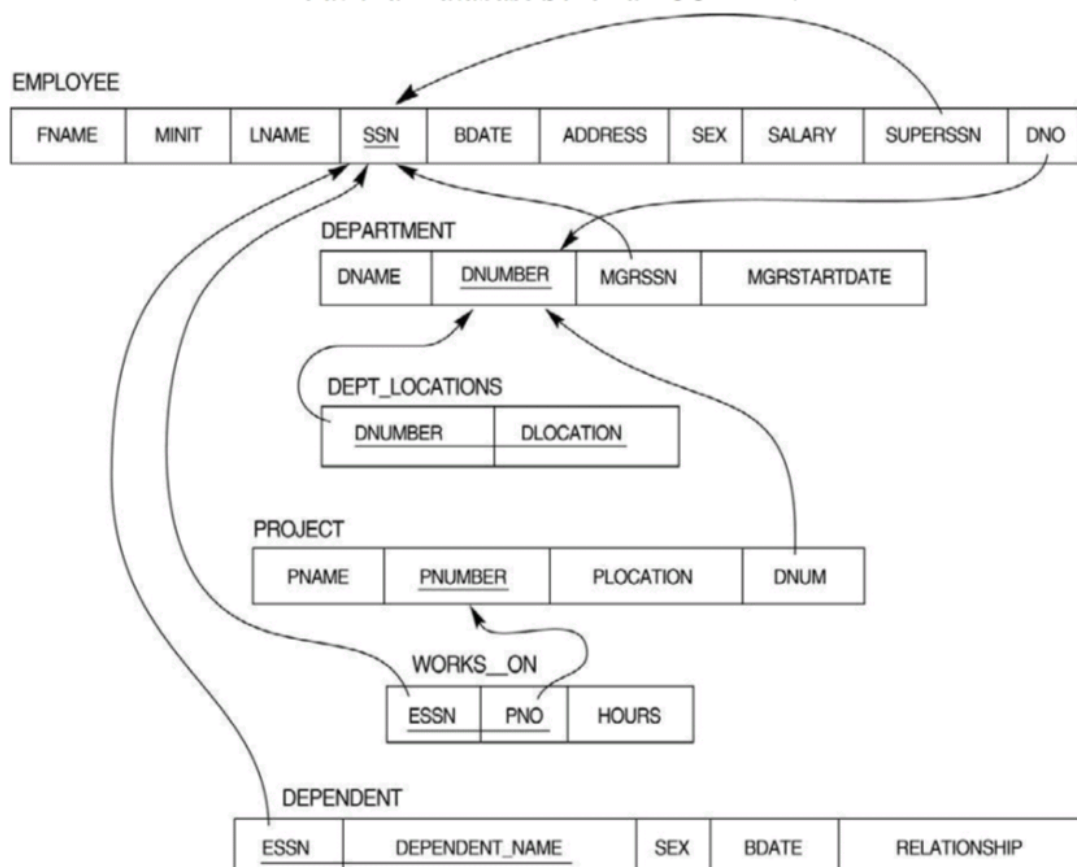 EMPLOYEE
FNAME MINIT LNAME SSN BDATE ADDRESS SEX SALARY SUPERSSN DNO
DEPARTMENT
DNAME DNUMBER MGRSSN MGRSTARTDATE
DEPT_LOCATIONS
DNUMBER DLOCATION
PROJECT
PNAME PNUMBER PLOCATION DNUM
WORKS__ON
ESSN PNO HOURS
DEPENDENT
ESSN DEPENDENT_NAME SEX BDATE RELATIONSHIP